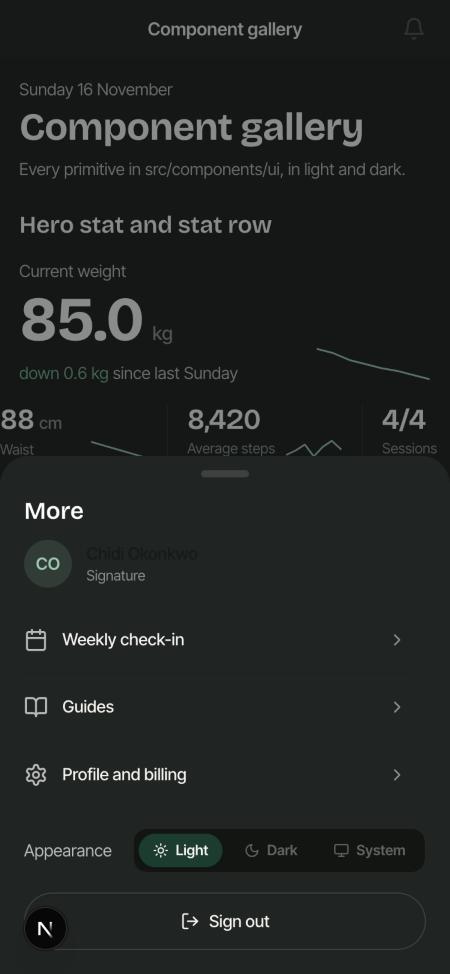 Component gallery
Sunday 16 November
Component gallery
Every primitive in src/components/ui, in light and dark.
Hero stat and stat row
Current weight
85.0 kg
down 0.6 kg since last Sunday
88 cm
Waist
8,420
Average steps
4/4
Sessions
More
CO
Chidi Okonkwo
Signature
Weekly check-in
Guides
Profile and billing
Appearance Light Dark System
N
Sign out